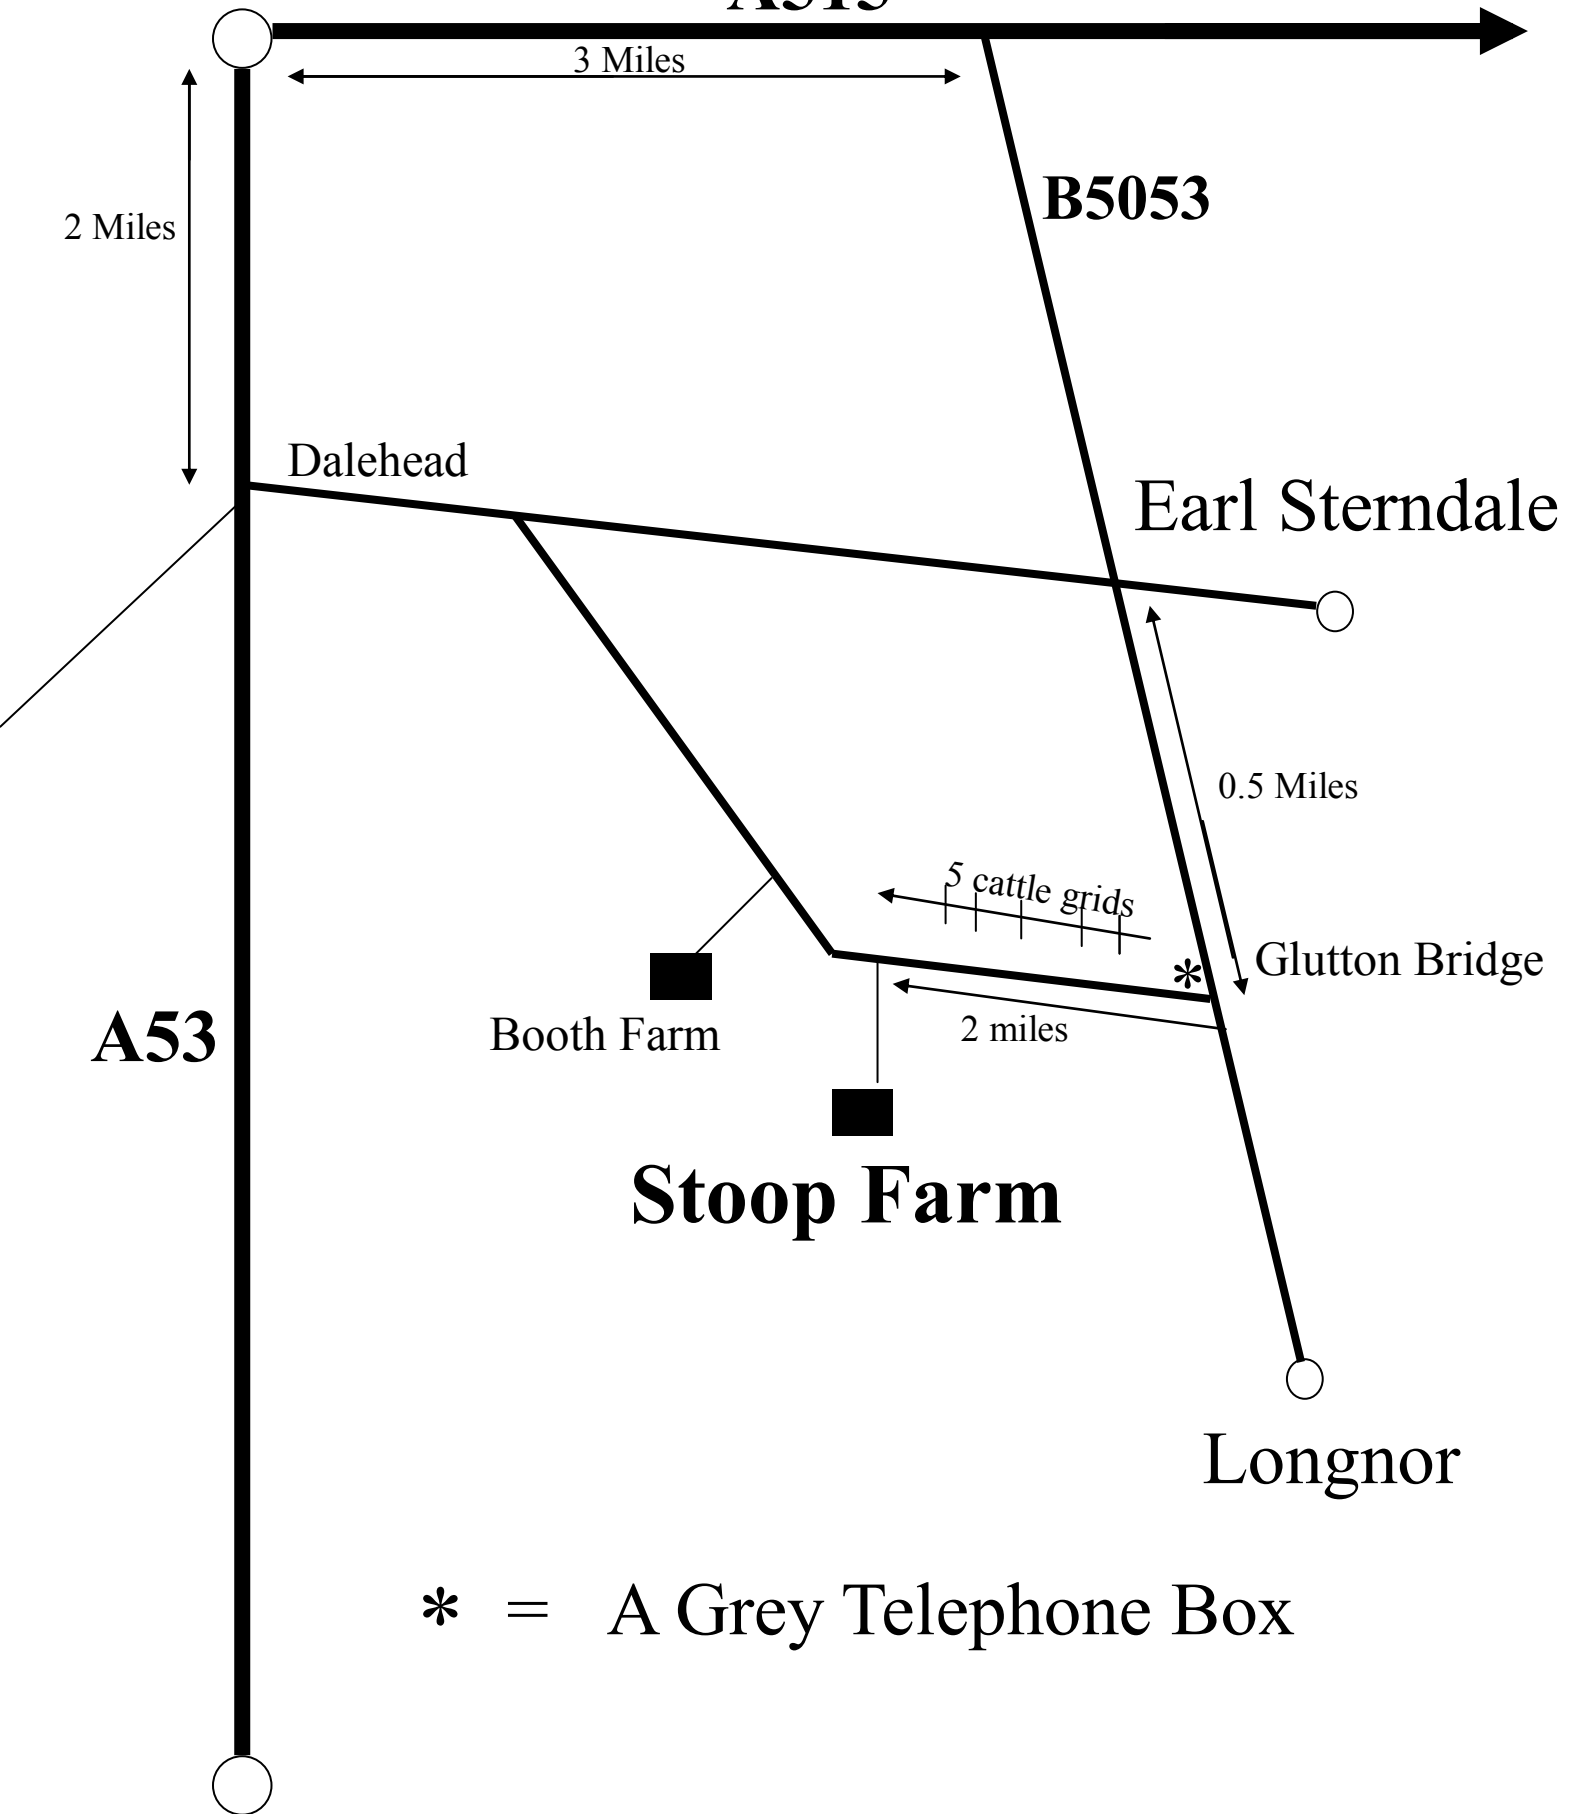 3 Miles
B5053
2 Miles
Dalehead
Earl Sterndale
0.5 Miles
5 cattle grids
Glutton Bridge
*
2 miles
Booth Farm
A53
Stoop Farm
Longnor
* = A Grey Telephone Box